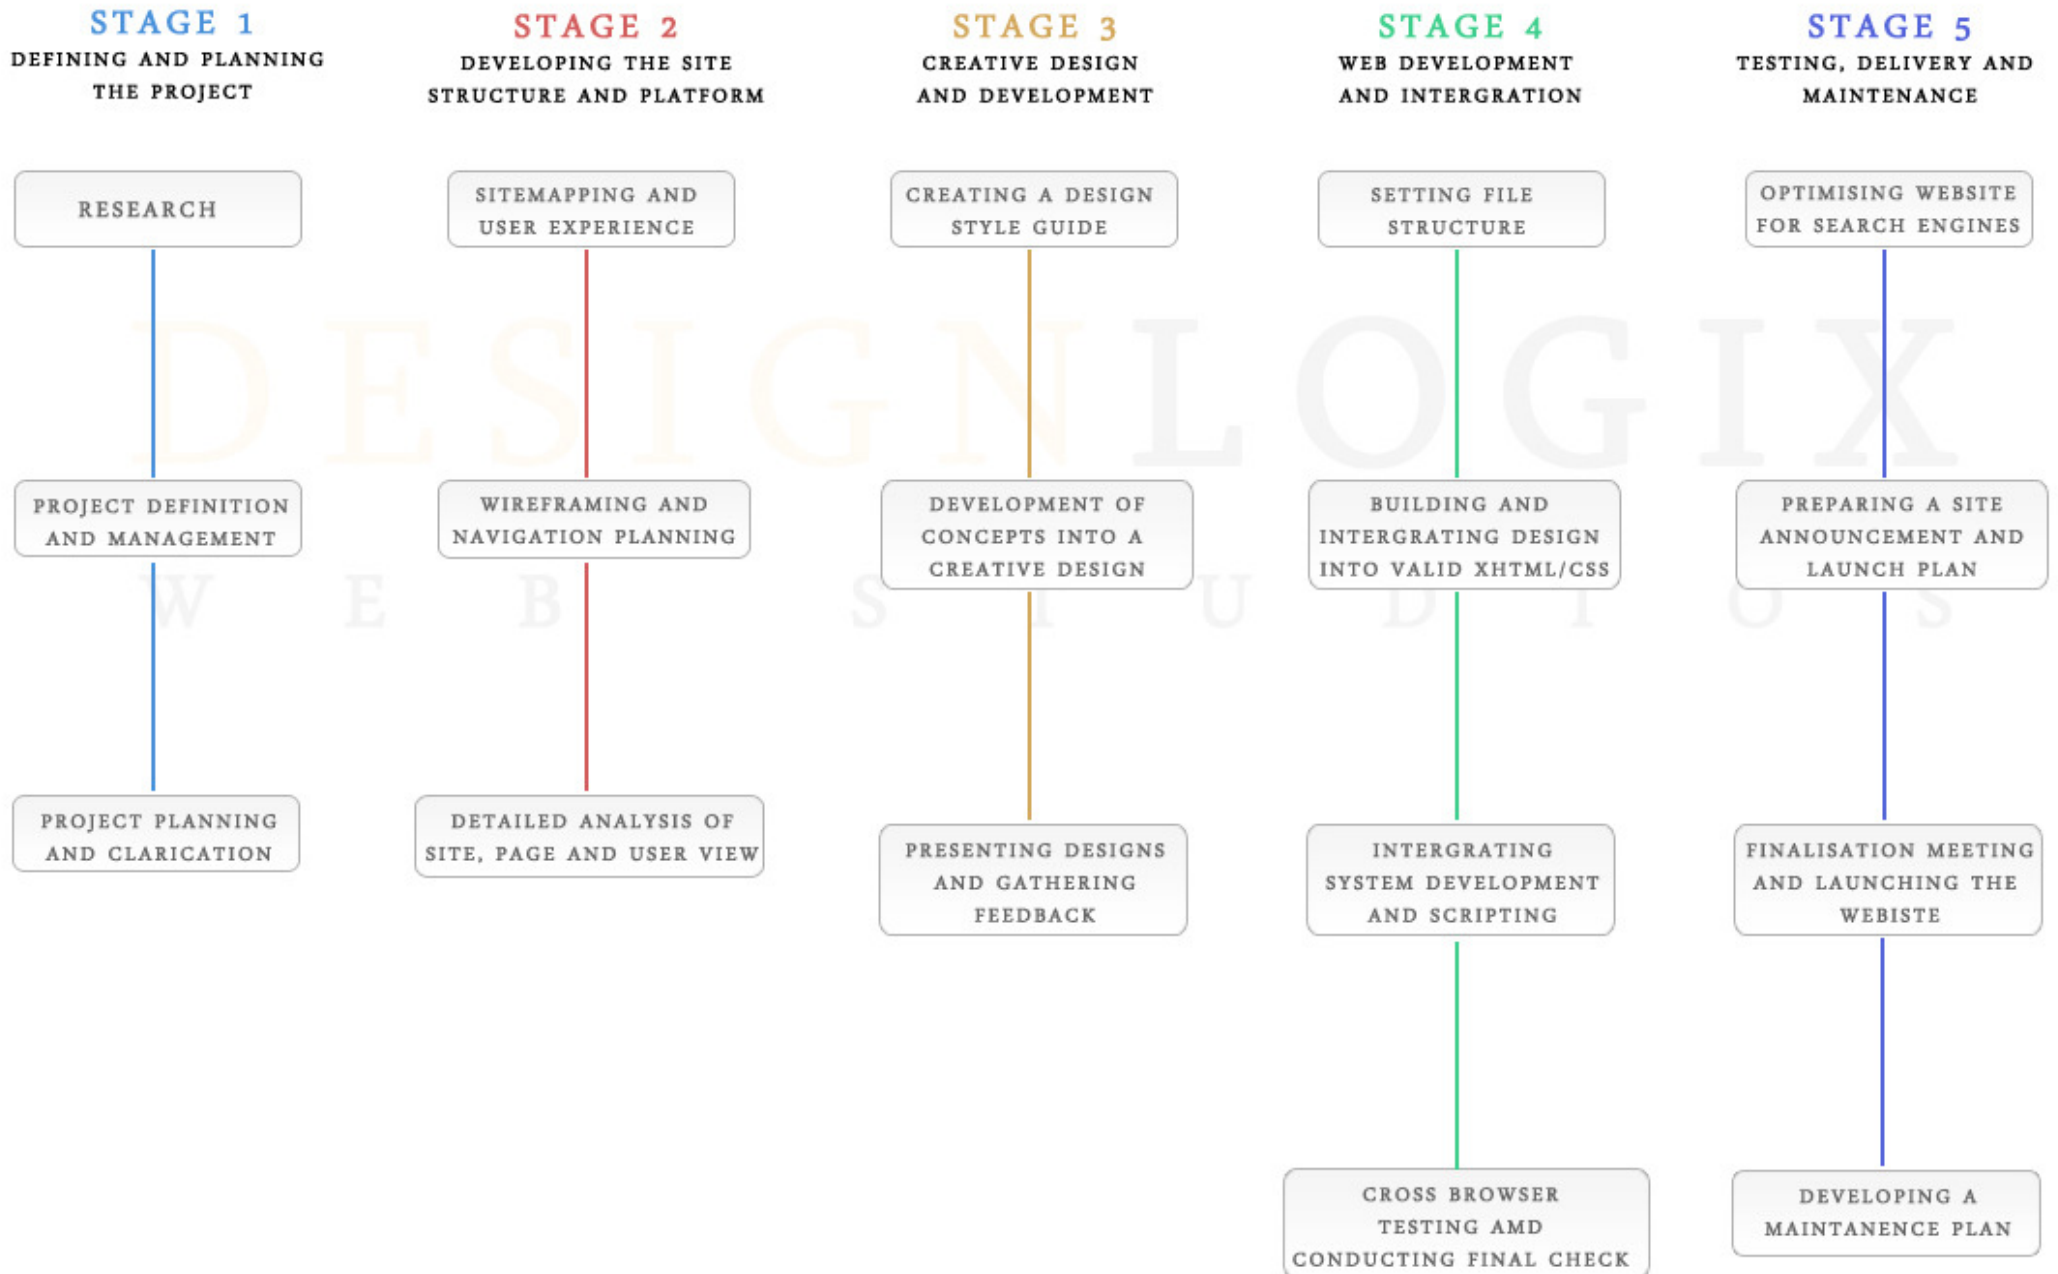 STAGE 1
DEFINING AND PLANNING
THE PROJECT
RESEARCH
PROJECT DEFINITION
AND MANAGEMENT
PROJECT PLANNING
AND CLARICATION
STAGE 2
DEVELOPING THE SITE
STRUCTURE AND PLATFORM
SITEMAPPING AND
USER EXPERIENCE
WIREFRAMING AND
NAVIGATION PLANNING
DETAILED ANALYSIS OF
SITE, PAGE AND USER VIEW
STAGE 3
CREATIVE DESIGN
AND DEVELOPMENT
CREATING A DESIGN
STYLE GUIDE
DEVELOPMENT OF
CONCEPTS INTO A
CREATIVE DESIGN
PRESENTING DESIGNS
AND GATHERING
FEEDBACK
STAGE 4
WEB DEVELOPMENT
AND INTERGRATION
SETTING FILE
STRUCTURE
BUILDING AND
INTERGRATING DESIGN
INTO VALID XHTML/CSS
INTERGRATING
SYSTEM DEVELOPMENT
AND SCRIPTING
CROSS BROWSER
TESTING AMD
CONDUCTING FINAL CHECK
STAGE 5
TESTING, DELIVERY AND
MAINTENANCE
OPTIMISING WEBSITE
FOR SEARCH ENGINES
PREPARING A SITE
ANNOUNCEMENT AND
LAUNCH PLAN
FINALISATION MEETING
AND LAUNCHING THE
WEBISTE
DEVELOPING A
MAINTANENCE PLAN
DESIGNLOGIX
WEB STUDIOS